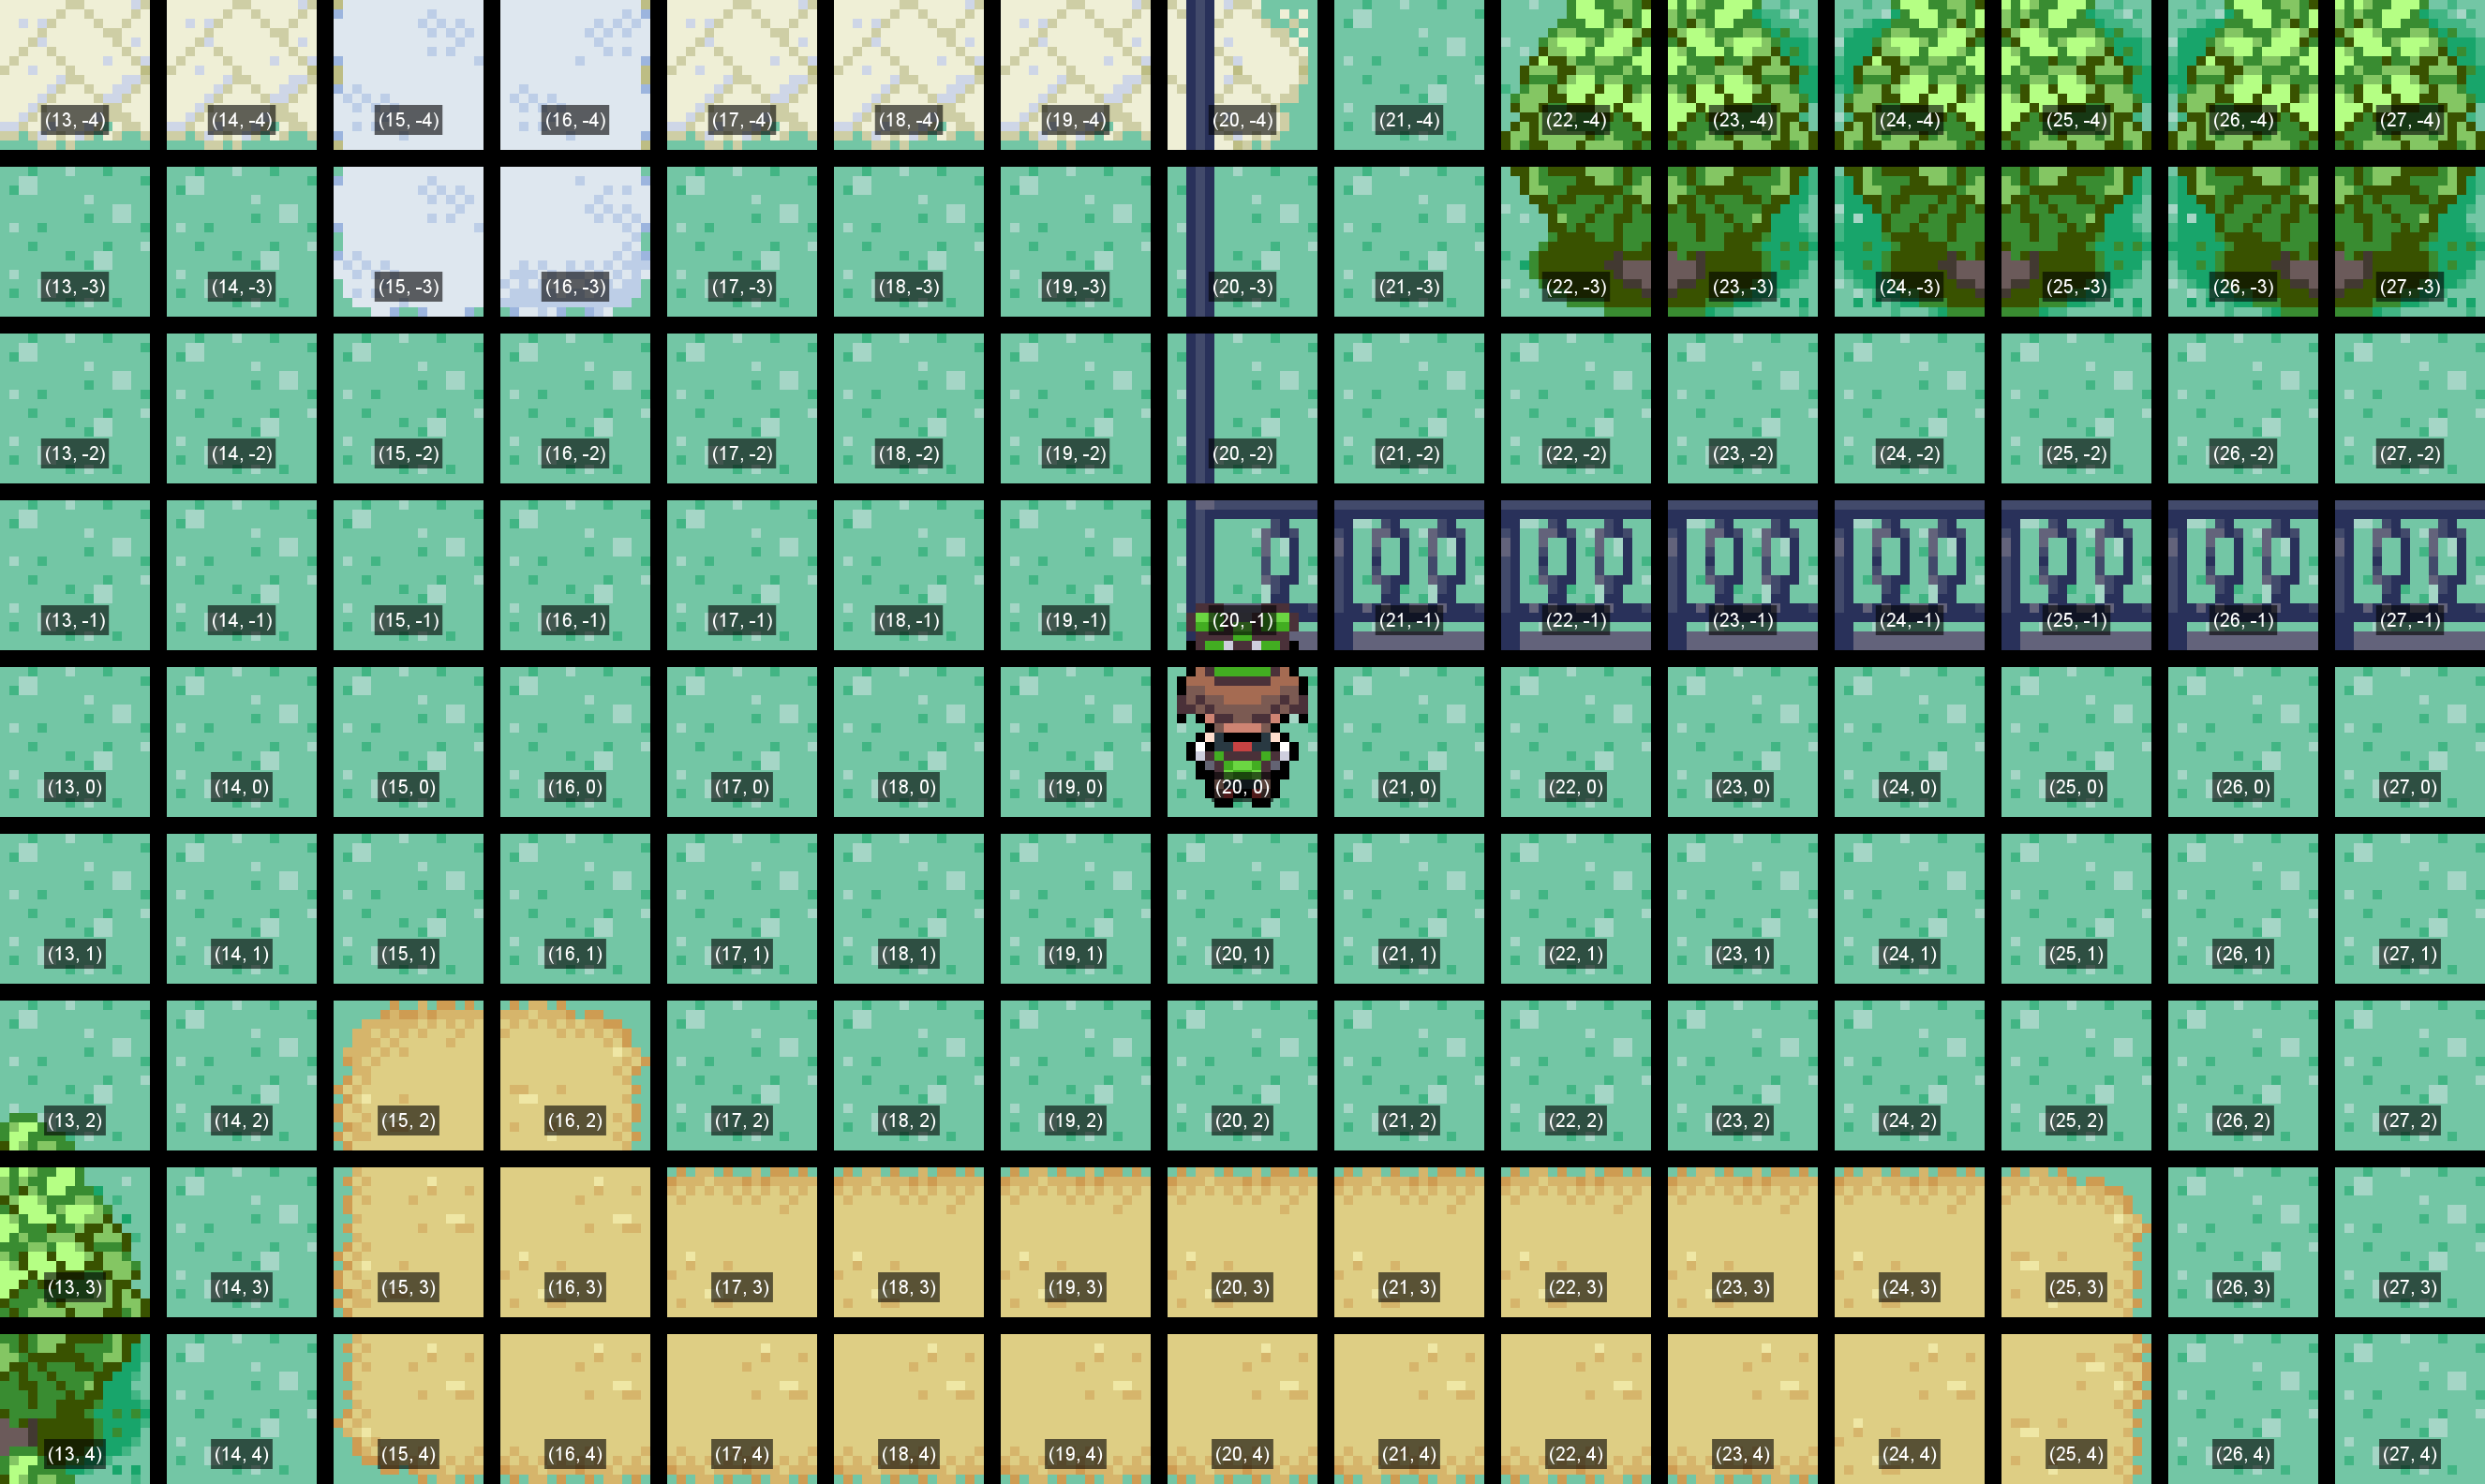 (13, -4) (14, -4) (15, -4) (16, -4) (17, -4) (18, -4) (19, -4) (20, -4) (21, -4) (22, -4) (23, -4) (24, -4) (25, -4) (26, -4) (27, -4)
(13, -3) (14, -3) (15, -3) (16, -3) (17, -3) (18, -3) (19, -3) (20, -3) (21, -3) (22, -3) (23, -3) (24, -3) (25, -3) (26, -3) (27, -3)
(13, -2) (14, -2) (15, -2) (16, -2) (17, -2) (18, -2) (19, -2) (20, -2) (21, -2) (22, -2) (23, -2) (24, -2) (25, -2) (26, -2) (27, -2)
(13, -1) (14, -1) (15, -1) (16, -1) (17, -1) (18, -1) (19, -1) (20, -1) (21, -1) (22, -1) (23, -1) (24, -1) (25, -1) (26, -1) (27, -1)
(13, 0) (14, 0) (15, 0) (16, 0) (17, 0) (18, 0) (19, 0) (20, 0) (21, 0) (22, 0) (23, 0) (24, 0) (25, 0) (26, 0) (27, 0)
(13, 1) (14, 1) (15, 1) (16, 1) (17, 1) (18, 1) (19, 1) (20, 1) (21, 1) (22, 1) (23, 1) (24, 1) (25, 1) (26, 1) (27, 1)
(13, 2) (14, 2) (15, 2) (16, 2) (17, 2) (18, 2) (19, 2) (20, 2) (21, 2) (22, 2) (23, 2) (24, 2) (25, 2) (26, 2) (27, 2)
(13, 3) (14, 3) (15, 3) (16, 3) (17, 3) (18, 3) (19, 3) (20, 3) (21, 3) (22, 3) (23, 3) (24, 3) (25, 3) (26, 3) (27, 3)
(13, 4) (14, 4) (15, 4) (16, 4) (17, 4) (18, 4) (19, 4) (20, 4) (21, 4) (22, 4) (23, 4) (24, 4) (25, 4) (26, 4) (27, 4)